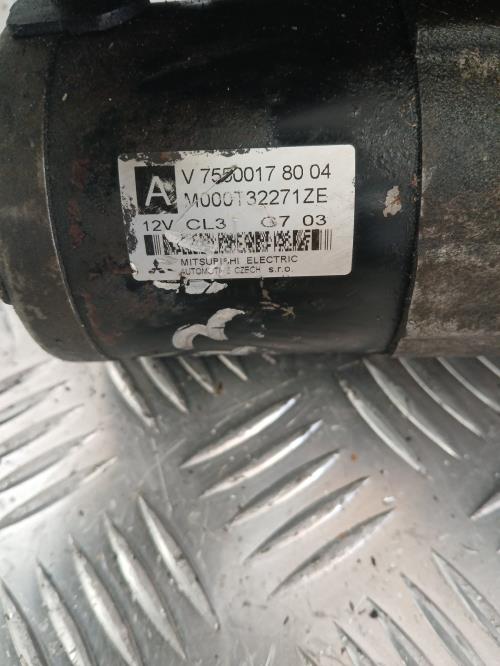 A
V 7550017 80 04
M000T32271ZE
12V CL3 07 03
MITSUBISHI ELECTRIC
AUTOMOTIVE CZECH s.r.o.